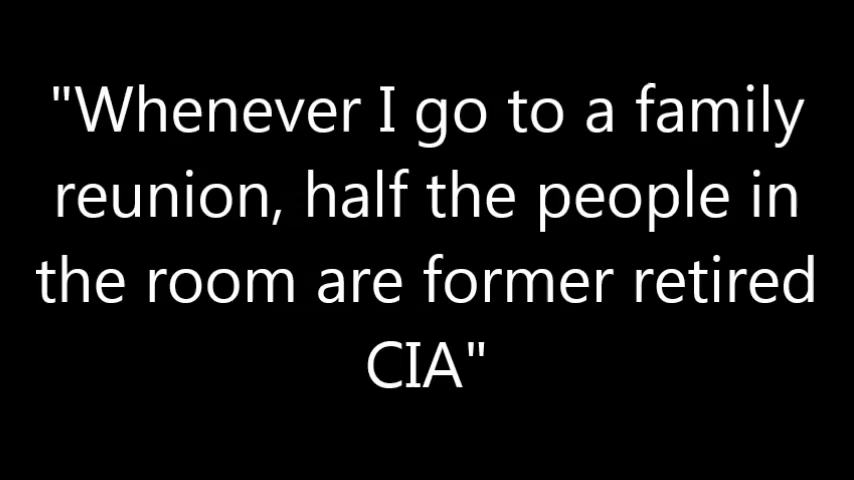 "Whenever I go to a family
reunion, half the people in
the room are former retired
CIA"